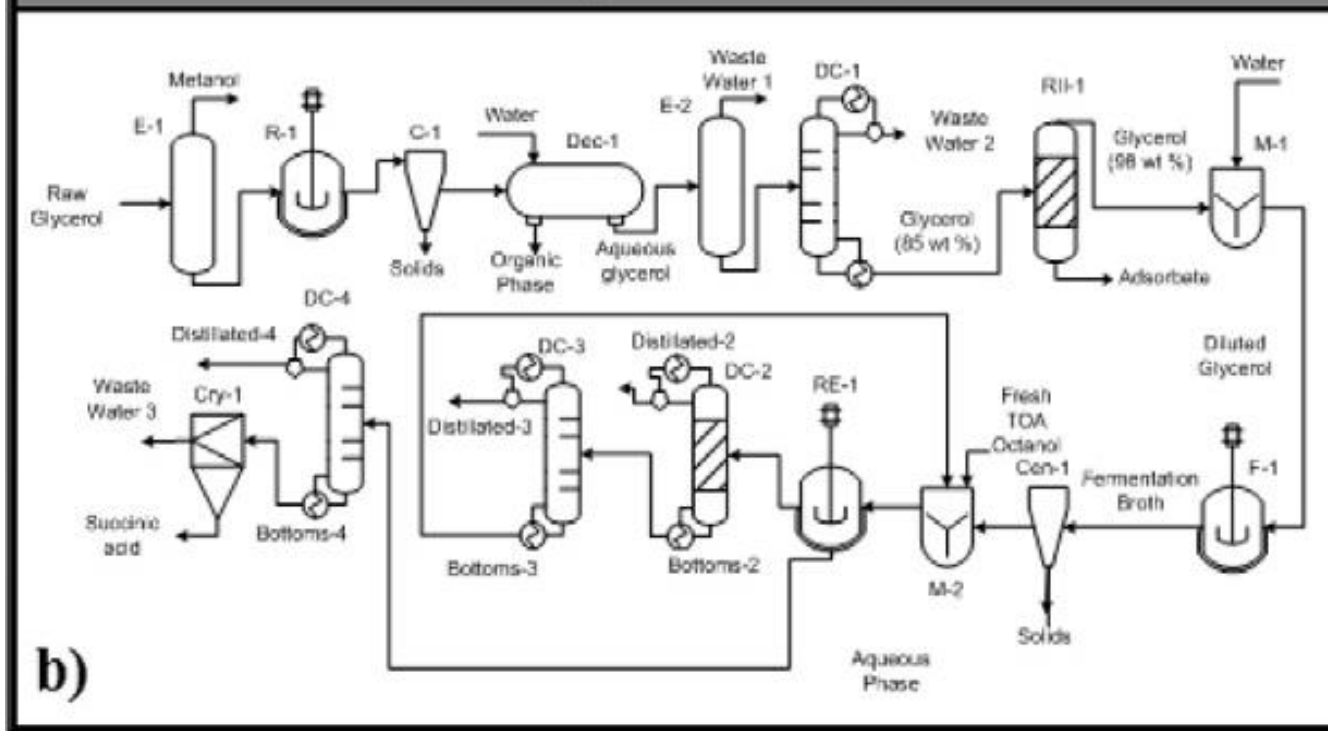 Metanol
E-1
Raw
Glycerol
R-1
C-1
Solids
Water
Dec-1
Organic
Phase
Aqueous
glycerol
Waste
Water 1
E-2
DC-1
Waste
Water 2
Glycerol
(85 wt %)
RII-1
Glycerol
(98 wt %)
Adsorbate
Water
M-1
DC-4
Distillated-4
Waste
Water 3
Cry-1
Succinic
acid
Bottoms-4
DC-3
Distillated-3
Bottoms-3
Distillated-2
DC-2
Bottoms-2
RE-1
Fresh
TOA
Octanol
Cen-1
M-2
Solids
Fermentation
Broth
Diluted
Glycerol
F-1
Aqueous
Phase
b)